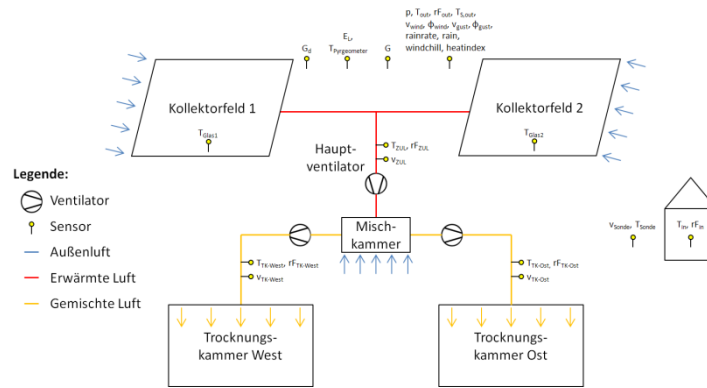 p, T_out, rF_out, T_S,out,
v_wind, ϕ_wind, v_gust, ϕ_gust,
rainrate, rain,
windchill, heatindex
E_L,
T_Pyrgeometer
G_d
G
Kollektorfeld 1
T_Glas1
Kollektorfeld 2
T_Glas2
Haupt-
ventilator
T_ZUL, rF_ZUL
v_ZUL
Legende:
Ventilator
Sensor
Außenluft
Erwärmte Luft
Gemischte Luft
Misch-
kammer
v_Sonde, T_Sonde
T_in, rF_in
T_TK-West, rF_TK-West
v_TK-West
T_TK-Ost, rF_TK-Ost
v_TK-Ost
Trocknungs-
kammer West
Trocknungs-
kammer Ost